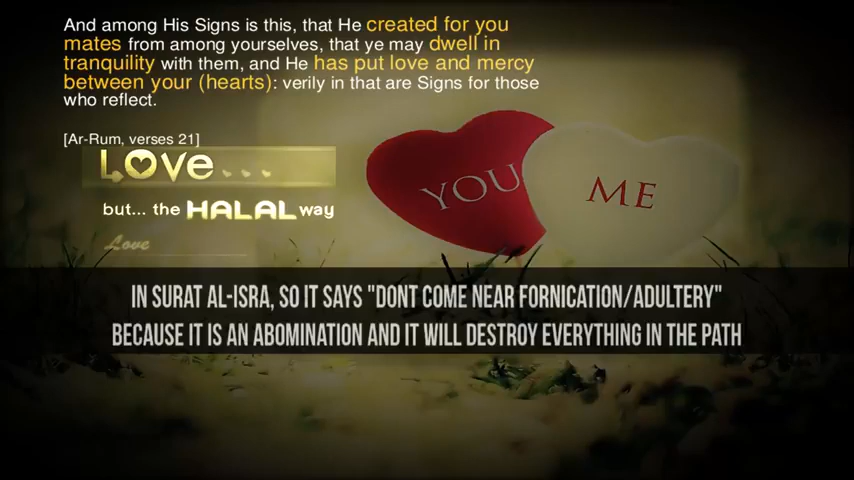 And among His Signs is this, that He created for you
mates from among yourselves, that ye may dwell in
tranquility with them, and He has put love and mercy
between your (hearts): verily in that are Signs for those
who reflect.
[Ar-Rum, verses 21]
Love...
but... the HALAL way
Love
YOU
ME
IN SURAT AL-ISRA, SO IT SAYS "DONT COME NEAR FORNICATION/ADULTERY"
BECAUSE IT IS AN ABOMINATION AND IT WILL DESTROY EVERYTHING IN THE PATH